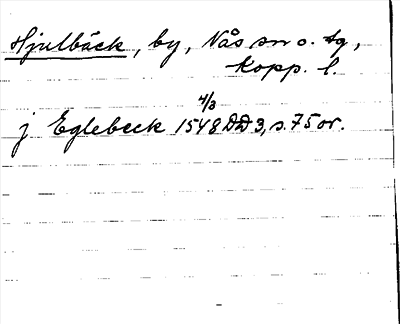 Hjulbäck, by, Nås sn o. tg,
Kopp. l.
4/3
j Eglebeck 1548 DD 3, s. 75 or.